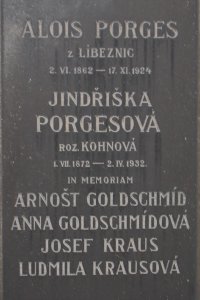 ALOIS PORGES
Z LÍBEZNIC
2. VI. 1862 — 17. XI. 1924
JINDŘIŠKA
PORGESOVÁ
ROZ. KOHNOVÁ
1. VII. 1872 — 2. IV. 1932.
IN MEMORIAM
ARNOŠT GOLDSCHMÍD
ANNA GOLDSCHMÍDOVÁ
JOSEF KRAUS
LUDMILA KRAUSOVÁ